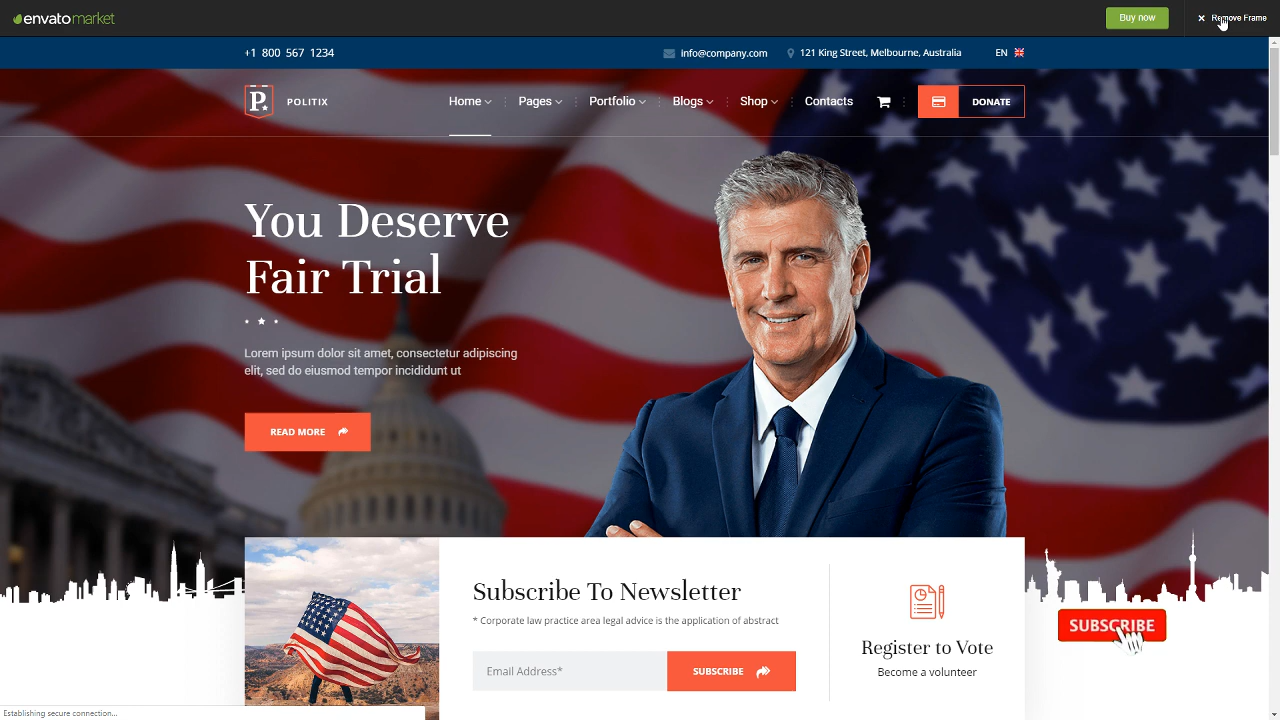 envatomarket
Buy now
× Remove Frame
+1 800 567 1234
info@company.com
121 King Street, Melbourne, Australia
EN
P.
POLITIX
Home
Pages
Portfolio
Blogs
Shop
Contacts
DONATE
You Deserve
Fair Trial
Lorem ipsum dolor sit amet, consectetur adipiscing
elit, sed do eiusmod tempor incididunt ut
READ MORE
Subscribe To Newsletter
* Corporate law practice area legal advice is the application of abstract
Email Address*
SUBSCRIBE
Register to Vote
Become a volunteer
SUBSCRIBE
Establishing secure connection...